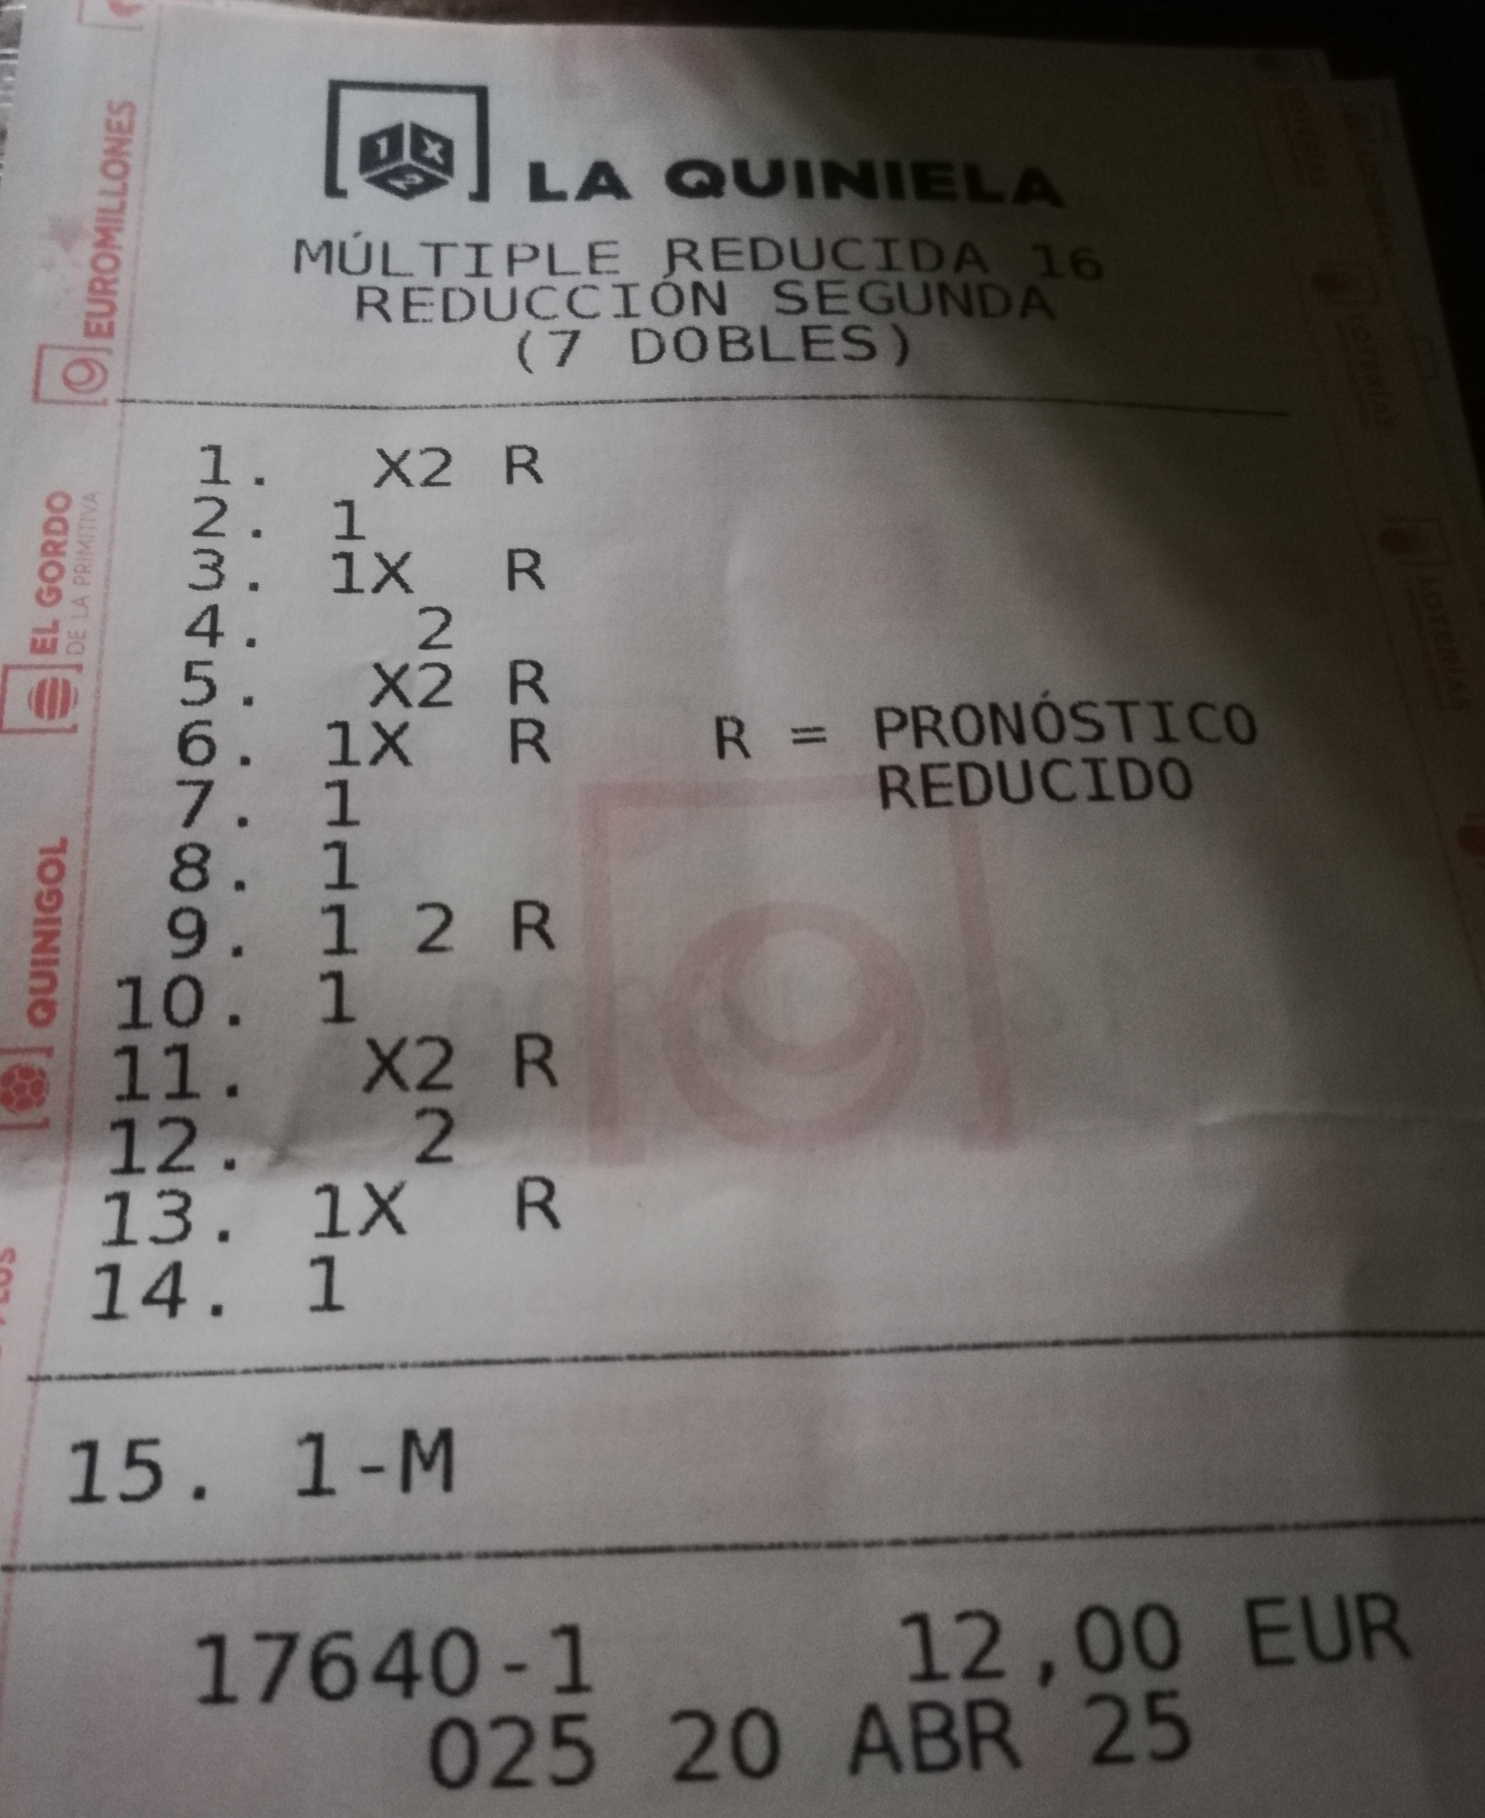 1X2 LA QUINIELA
MÚLTIPLE REDUCIDA 16
REDUCCIÓN SEGUNDA
(7 DOBLES)
1. X2 R
2. 1
3. 1X R
4. 2
5. X2 R
6. 1X R
R = PRONÓSTICO
REDUCIDO
7. 1
8. 1
9. 1 2 R
10. 1
11. X2 R
12. 2
13. 1X R
14. 1
15. 1-M
17640-1 12,00 EUR
025 20 ABR 25
EUROMILLONES
EL GORDO
DE LA PRIMITIVA
QUINIGOL
LOTERÍAS